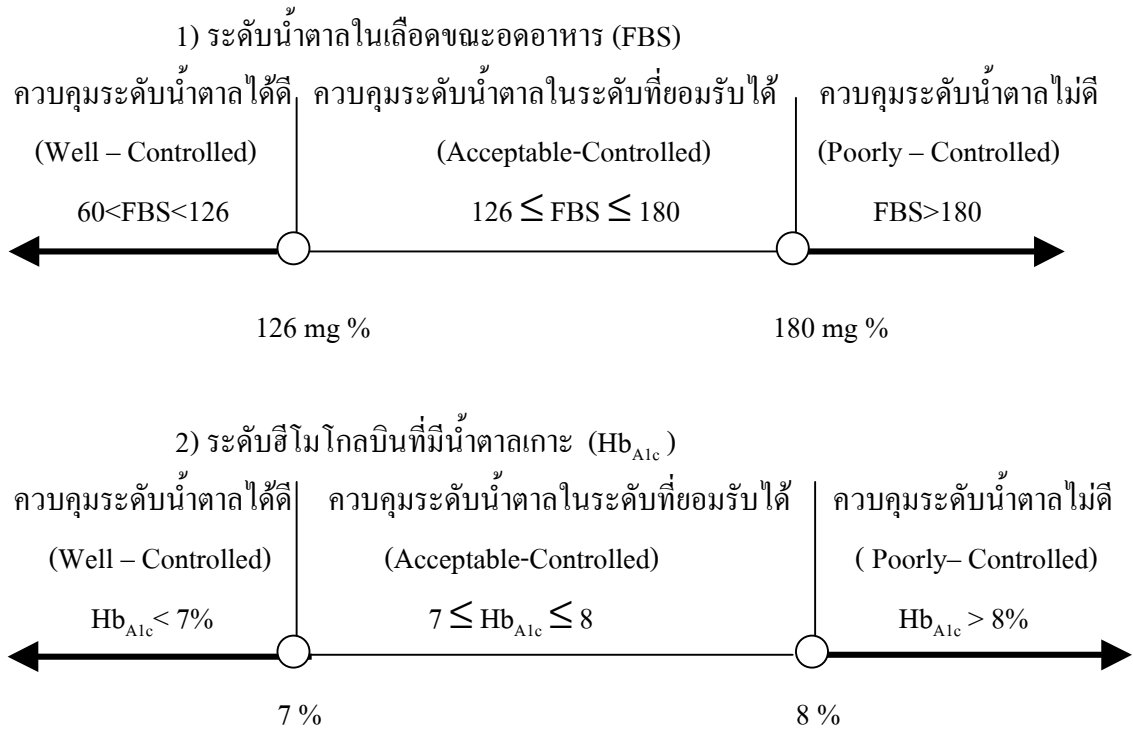 1) ระดับน้ำตาลในเลือดขณะอดอาหาร (FBS)
ควบคุมระดับน้ำตาลได้ดี ควบคุมระดับน้ำตาลในระดับที่ยอมรับได้ ควบคุมระดับน้ำตาลไม่ดี
(Well – Controlled) (Acceptable-Controlled) (Poorly – Controlled)
60<FBS<126 126 ≤ FBS ≤ 180 FBS>180
126 mg % 180 mg %
2) ระดับฮีโมโกลบินที่มีน้ำตาลเกาะ (Hb_A1c)
ควบคุมระดับน้ำตาลได้ดี ควบคุมระดับน้ำตาลในระดับที่ยอมรับได้ ควบคุมระดับน้ำตาลไม่ดี
(Well – Controlled) (Acceptable-Controlled) ( Poorly– Controlled)
Hb_A1c< 7% 7 ≤ Hb_A1c ≤ 8 Hb_A1c > 8%
7 % 8 %